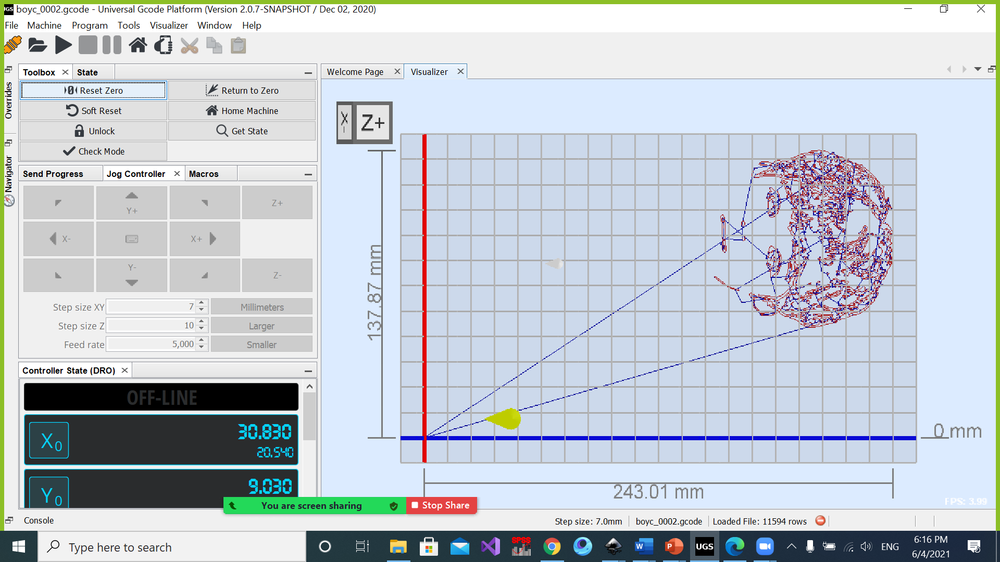 UGS boyc_0002.gcode - Universal Gcode Platform (Version 2.0.7-SNAPSHOT / Dec 02, 2020)
File Machine Program Tools Visualizer Window Help
Overrides
Navigator
Toolbox State
Reset Zero Return to Zero
Soft Reset Home Machine
Unlock Get State
Check Mode
Send Progress Jog Controller Macros
Y+ Z+
X- X+
Y- Z-
Step size XY 7 Millimeters
Step size Z 10 Larger
Feed rate 5,000 Smaller
Controller State (DRO)
OFF-LINE
X0 30.830
20.540
Y0 9.030
Welcome Page Visualizer
X- Z+
137.87 mm
0 mm
243.01 mm
FPS: 3.99
You are screen sharing Stop Share
Console Step size: 7.0mm boyc_0002.gcode Loaded File: 11594 rows
Type here to search
SPSS
W
P
UGS
ENG
6:16 PM
6/4/2021